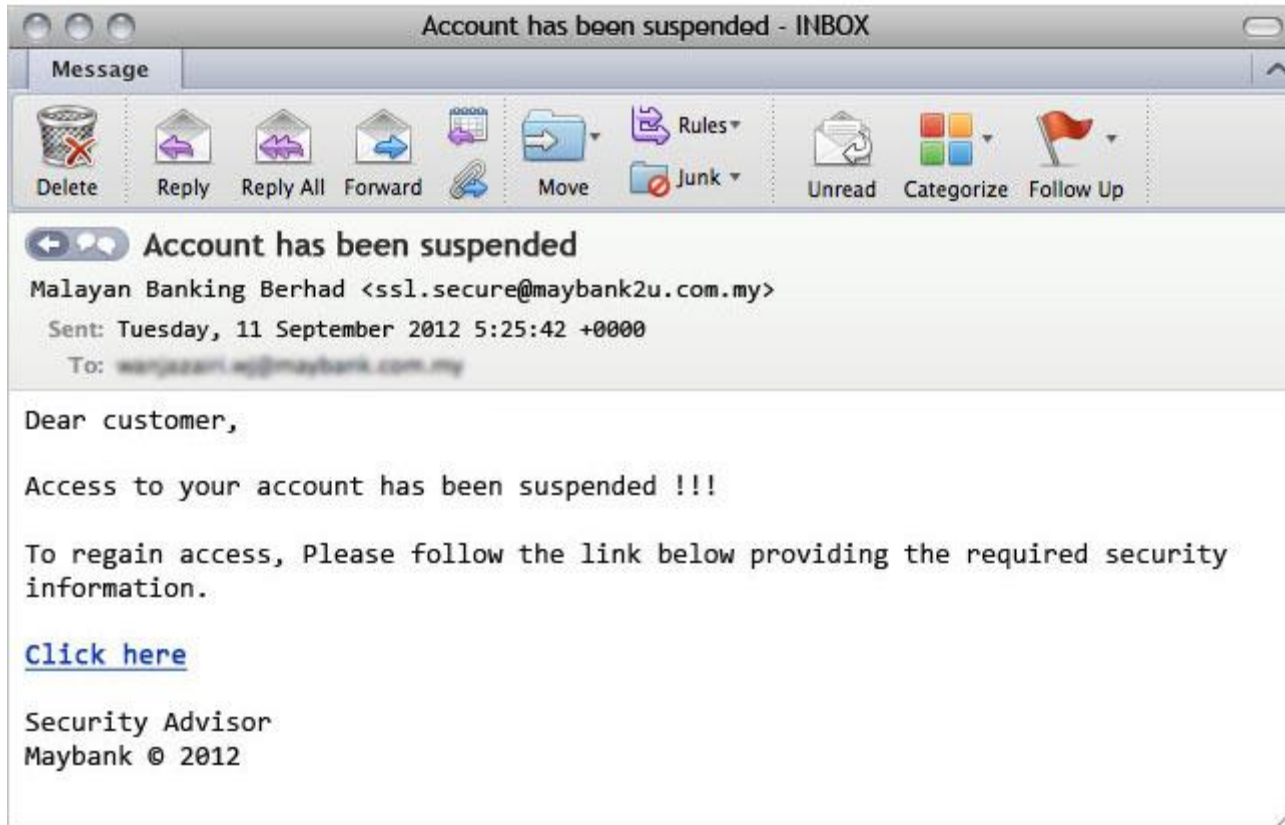 Account has been suspended - INBOX
Message
Delete
Reply
Reply All
Forward
Move
Rules
Junk
Unread
Categorize
Follow Up
Account has been suspended
Malayan Banking Berhad <ssl.secure@maybank2u.com.my>
Sent: Tuesday, 11 September 2012 5:25:42 +0000
To:
Dear customer,
Access to your account has been suspended !!!
To regain access, Please follow the link below providing the required security
information.
Click here
Security Advisor
Maybank © 2012